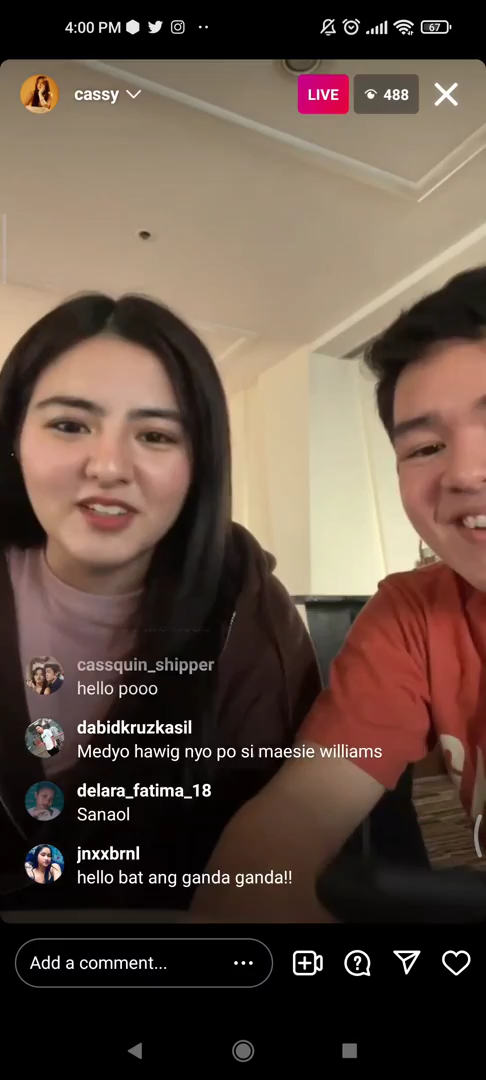 4:00 PM
67
cassy
LIVE
488
cassquin_shipper
hello pooo
dabidkruzkasil
Medyo hawig nyo po si maesie williams
delara_fatima_18
Sanaol
jnxxbrnl
hello bat ang ganda ganda!!
Add a comment...